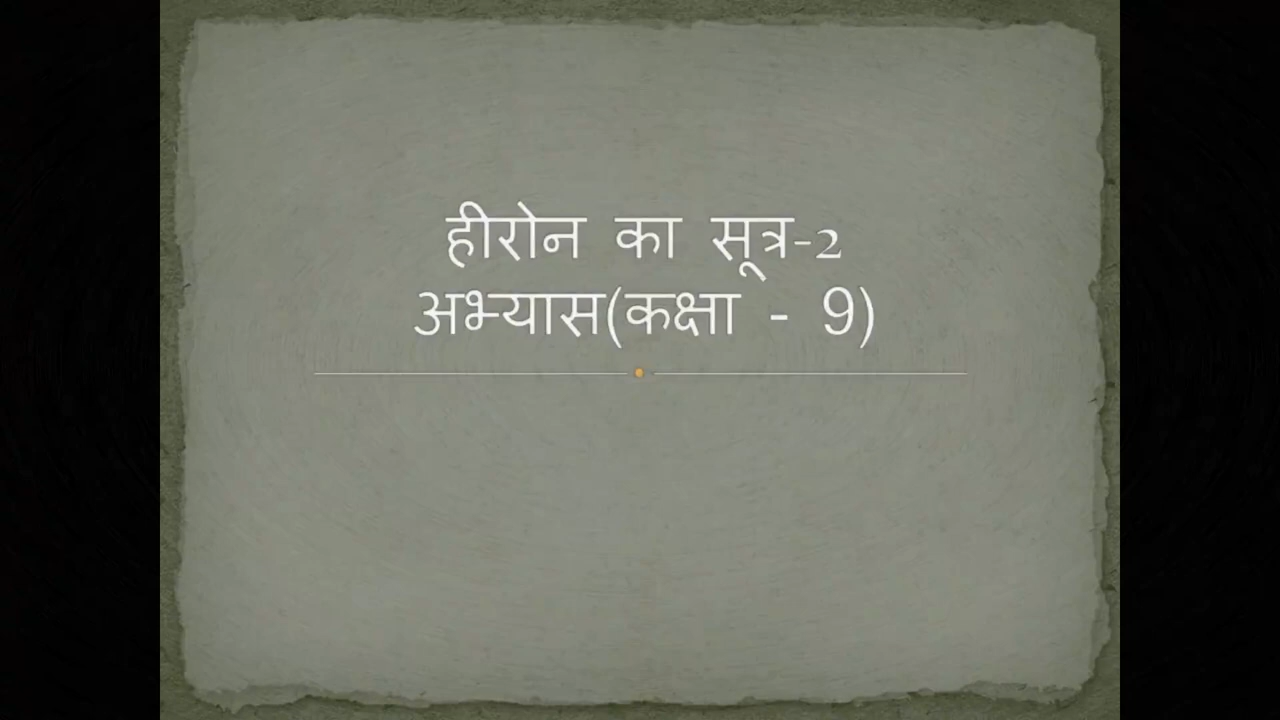 हीरोन का सूत्र-2
अभ्यास(कक्षा - 9)